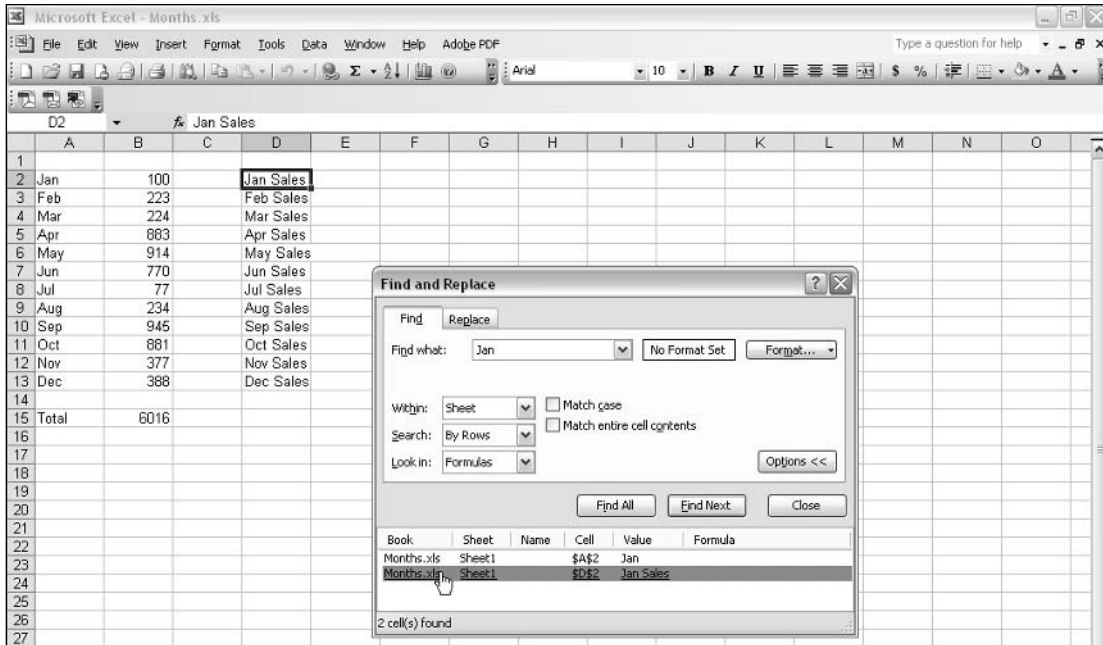 Microsoft Excel - Months.xls
File Edit View Insert Format Tools Data Window Help Adobe PDF Type a question for help
Arial 10 B I U $ % A
D2 fx Jan Sales
A B C D E F G H I J K L M N O
1
2 Jan 100 Jan Sales
3 Feb 223 Feb Sales
4 Mar 224 Mar Sales
5 Apr 883 Apr Sales
6 May 914 May Sales
7 Jun 770 Jun Sales
8 Jul 77 Jul Sales
9 Aug 234 Aug Sales
10 Sep 945 Sep Sales
11 Oct 881 Oct Sales
12 Nov 377 Nov Sales
13 Dec 388 Dec Sales
14
15 Total 6016
16
17
18
19
20
21
22
23
24
25
26
27
Find and Replace
Find Replace
Find what: Jan No Format Set Format...
Within: Sheet Match case
Search: By Rows Match entire cell contents
Look in: Formulas Options <<
Find All Find Next Close
Book Sheet Name Cell Value Formula
Months.xls Sheet1 $A$2 Jan
Months.xls Sheet1 $D$2 Jan Sales
2 cell(s) found